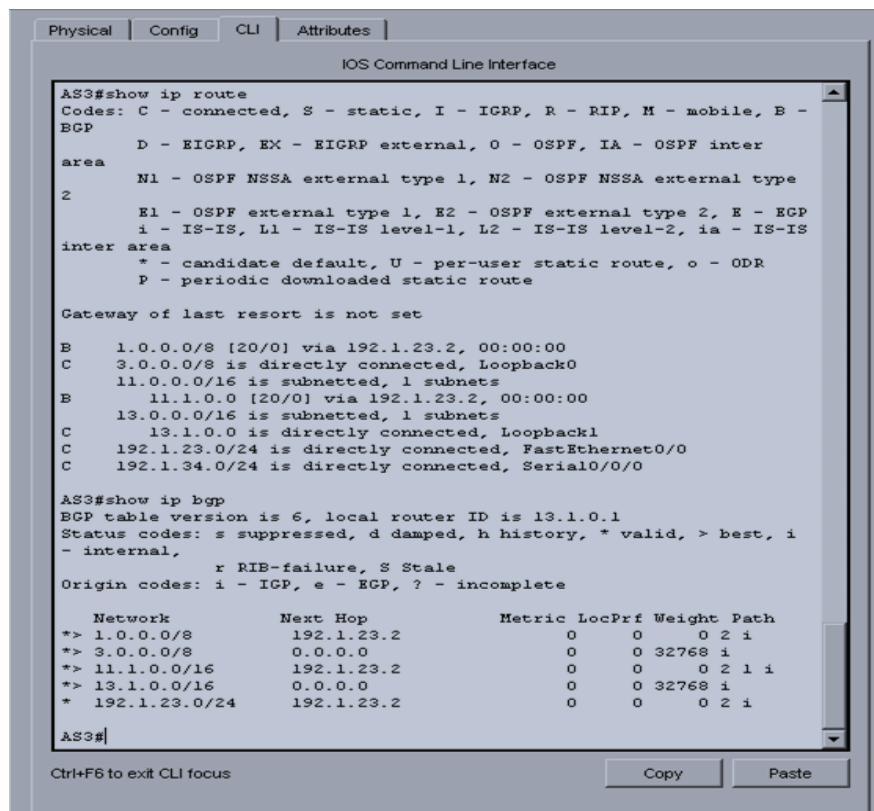 Physical Config CLI Attributes
IOS Command Line Interface
AS3#show ip route
Codes: C - connected, S - static, I - IGRP, R - RIP, M - mobile, B -
BGP
D - EIGRP, EX - EIGRP external, O - OSPF, IA - OSPF inter
area
N1 - OSPF NSSA external type 1, N2 - OSPF NSSA external type
2
E1 - OSPF external type 1, E2 - OSPF external type 2, E - EGP
i - IS-IS, L1 - IS-IS level-1, L2 - IS-IS level-2, ia - IS-IS
inter area
* - candidate default, U - per-user static route, o - ODR
P - periodic downloaded static route
Gateway of last resort is not set
B 1.0.0.0/8 [20/0] via 192.1.23.2, 00:00:00
C 3.0.0.0/8 is directly connected, Loopback0
11.0.0.0/16 is subnetted, 1 subnets
B 11.1.0.0 [20/0] via 192.1.23.2, 00:00:00
13.0.0.0/16 is subnetted, 1 subnets
C 13.1.0.0 is directly connected, Loopback1
C 192.1.23.0/24 is directly connected, FastEthernet0/0
C 192.1.34.0/24 is directly connected, Serial0/0/0
AS3#show ip bgp
BGP table version is 6, local router ID is 13.1.0.1
Status codes: s suppressed, d damped, h history, * valid, > best, i
- internal,
r RIB-failure, S Stale
Origin codes: i - IGP, e - EGP, ? - incomplete
Network Next Hop Metric LocPrf Weight Path
*> 1.0.0.0/8 192.1.23.2 0 0 0 2 i
*> 3.0.0.0/8 0.0.0.0 0 0 32768 i
*> 11.1.0.0/16 192.1.23.2 0 0 0 2 1 i
*> 13.1.0.0/16 0.0.0.0 0 0 32768 i
* 192.1.23.0/24 192.1.23.2 0 0 0 2 i
AS3#
Ctrl+F6 to exit CLI focus Copy Paste